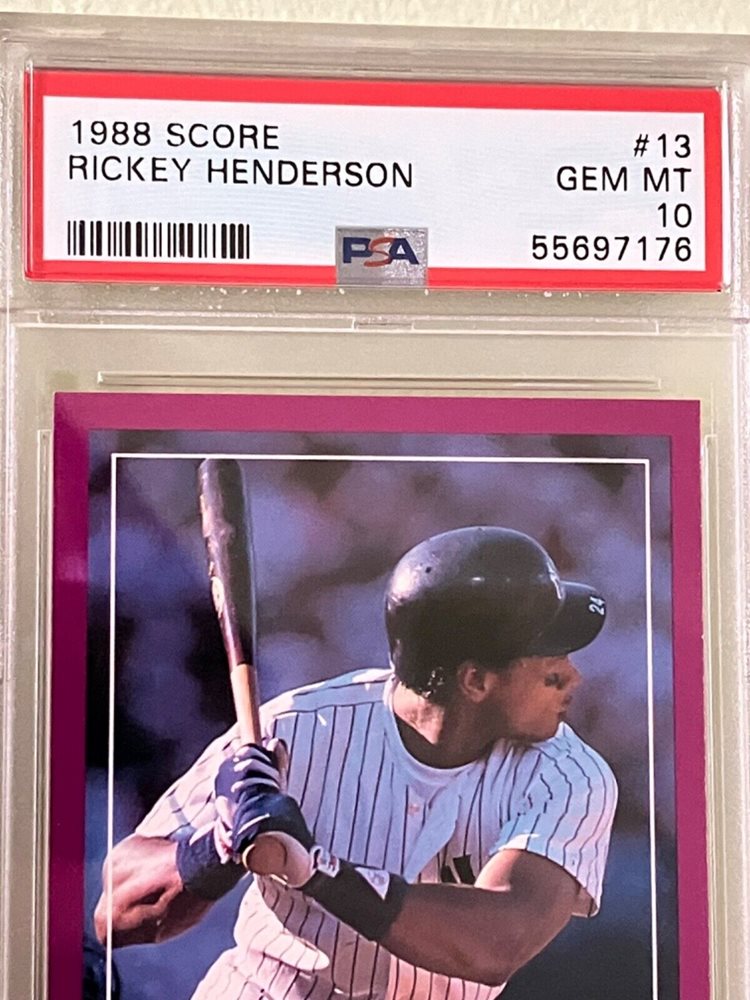 1988 SCORE #13
RICKEY HENDERSON GEM MT
10
PSA 55697176
24